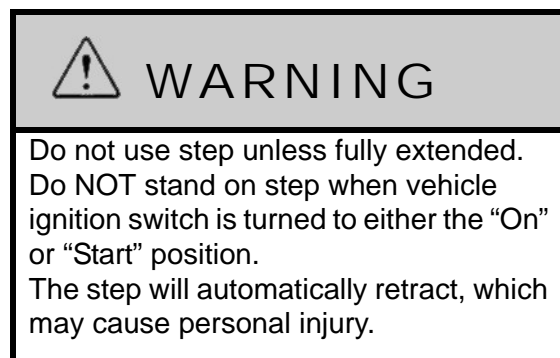 WARNING
Do not use step unless fully extended.
Do NOT stand on step when vehicle
ignition switch is turned to either the “On”
or “Start” position.
The step will automatically retract, which
may cause personal injury.